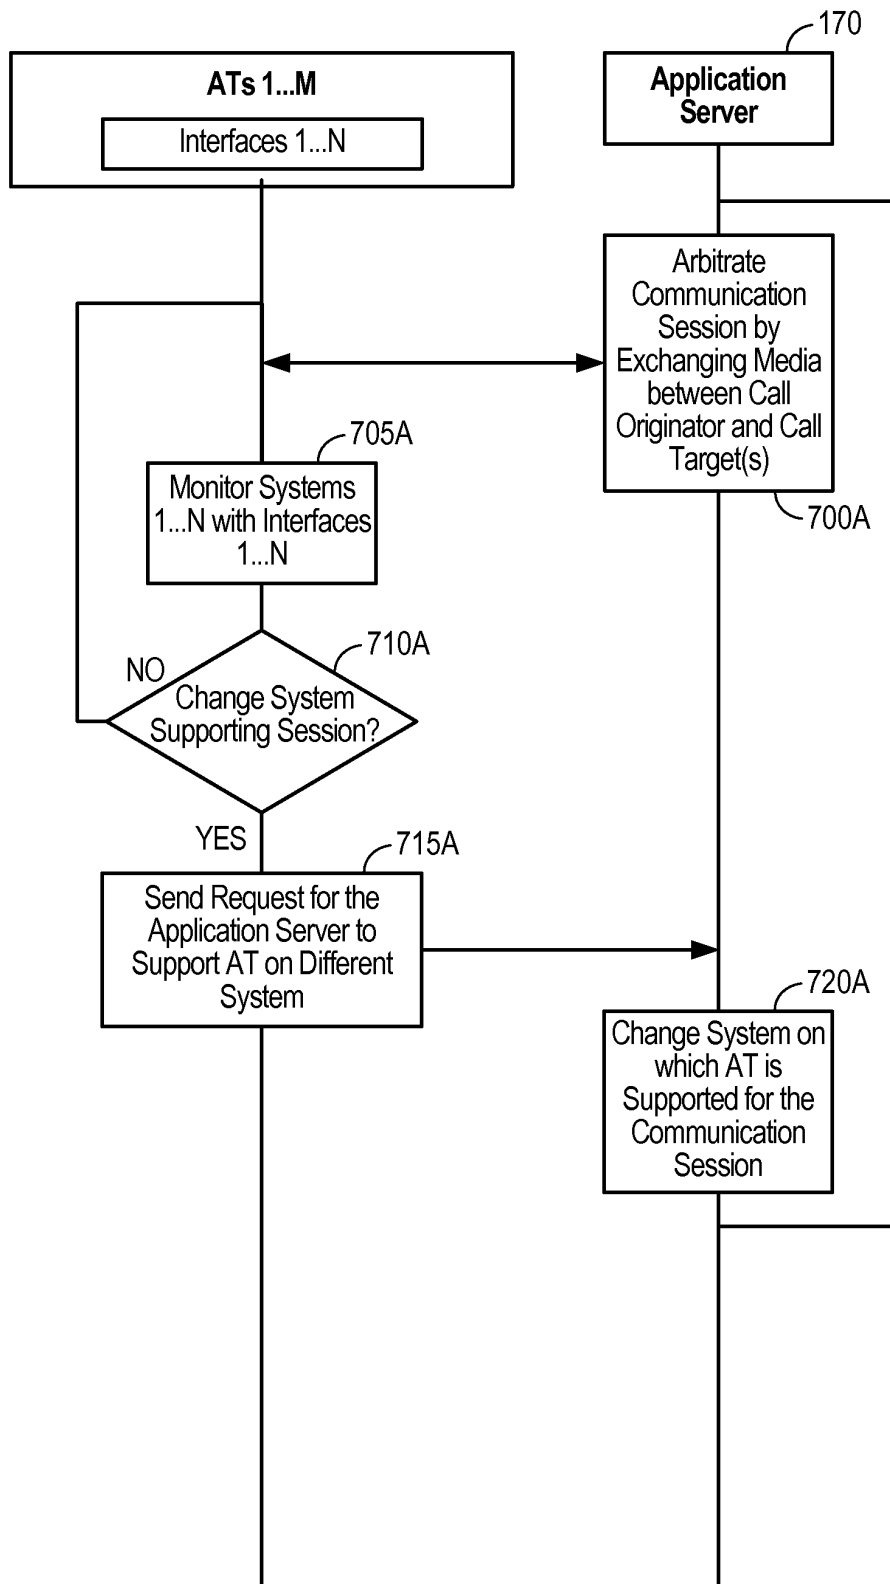 170
ATs 1...M
Interfaces 1...N
Application
Server
Arbitrate
Communication
Session by
Exchanging Media
between Call
Originator and Call
Target(s)
700A
705A
Monitor Systems
1...N with Interfaces
1...N
710A
NO
Change System
Supporting Session?
YES
715A
Send Request for the
Application Server to
Support AT on Different
System
720A
Change System on
which AT is
Supported for the
Communication
Session